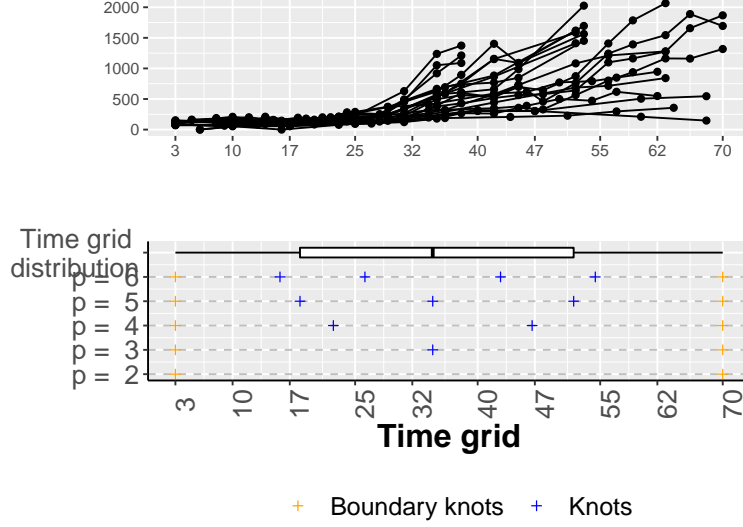 2000
1500
1000
500
0
3 10 17 25 32 40 47 55 62 70
Time grid
distribution
p = 6
p = 5
p = 4
p = 3
p = 2
3 10 17 25 32 40 47 55 62 70
Time grid
Boundary knots Knots